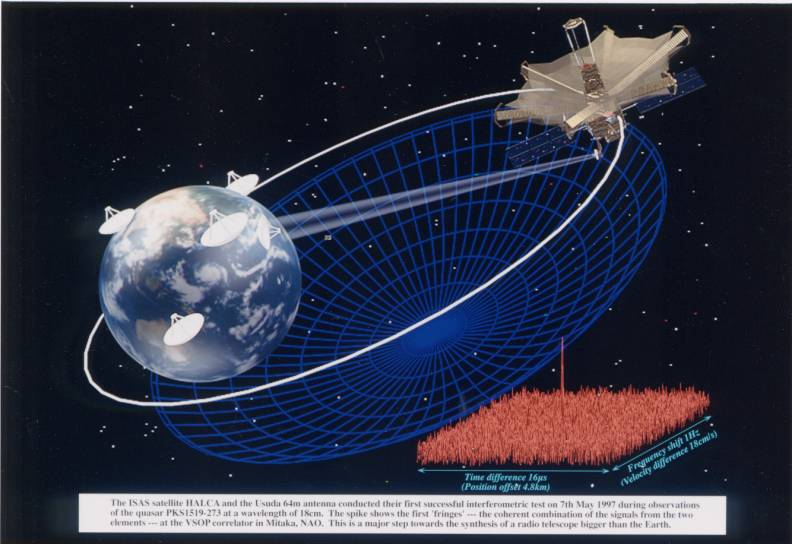 Time difference 16μs
(Position offset 4.8km)
Frequency shift 1Hz
(Velocity difference 18cm/s)
The ISAS satellite HALCA and the Usuda 64m antenna conducted their first successful interferometric test on 7th May 1997 during observations
of the quasar PKS1519-273 at a wavelength of 18cm. The spike shows the first 'fringes' --- the coherent combination of the signals from the two
elements --- at the VSOP correlator in Mitaka, NAO. This is a major step towards the synthesis of a radio telescope bigger than the Earth.